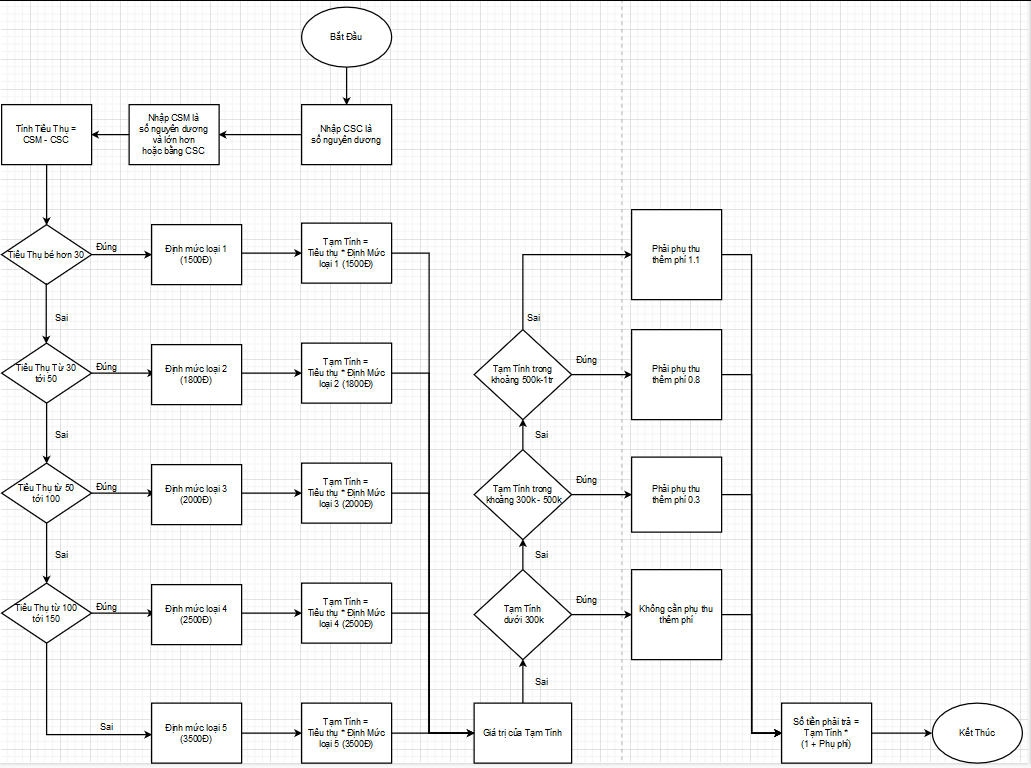 Bắt Đầu
Tính Tiêu Thụ =
CSM - CSC
Nhập CSM là
số nguyên dương
và lớn hơn
hoặc bằng CSC
Nhập CSC là
số nguyên dương
Tiêu Thụ bé hơn 30
Đúng
Định mức loại 1
(1500Đ)
Tạm Tính =
Tiêu thụ * Định Mức
loại 1 (1500Đ)
Sai
Tiêu Thụ Từ 30
tới 50
Đúng
Định mức loại 2
(1800Đ)
Tạm Tính =
Tiêu thụ * Định Mức
loại 2 (1800Đ)
Sai
Tiêu Thụ từ 50
tới 100
Đúng
Định mức loại 3
(2000Đ)
Tạm Tính =
Tiêu thụ * Định Mức
loại 3 (2000Đ)
Sai
Tiêu Thụ từ 100
tới 150
Đúng
Định mức loại 4
(2500Đ)
Tạm Tính =
Tiêu thụ * Định Mức
loại 4 (2500Đ)
Sai
Định mức loại 5
(3500Đ)
Tạm Tính =
Tiêu thụ * Định Mức
loại 5 (3500Đ)
Giá trị của Tạm Tính
Sai
Tạm Tính
dưới 300k
Đúng
Không cần phụ thu
thêm phí
Sai
Tạm Tính trong
khoảng 300k - 500k
Đúng
Phải phụ thu
thêm phí 0.3
Sai
Tạm Tính trong
khoảng 500k-1tr
Đúng
Phải phụ thu
thêm phí 0.8
Sai
Phải phụ thu
thêm phí 1.1
Số tiền phải trả =
Tạm Tính *
(1 + Phụ phí)
Kết Thúc